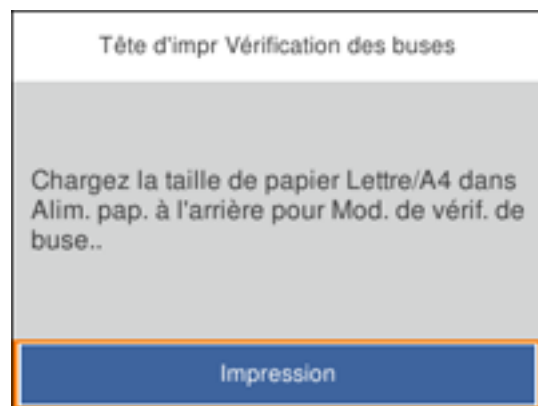 Tête d'impr Vérification des buses
Chargez la taille de papier Lettre/A4 dans
Alim. pap. à l'arrière pour Mod. de vérif. de
buse..
Impression